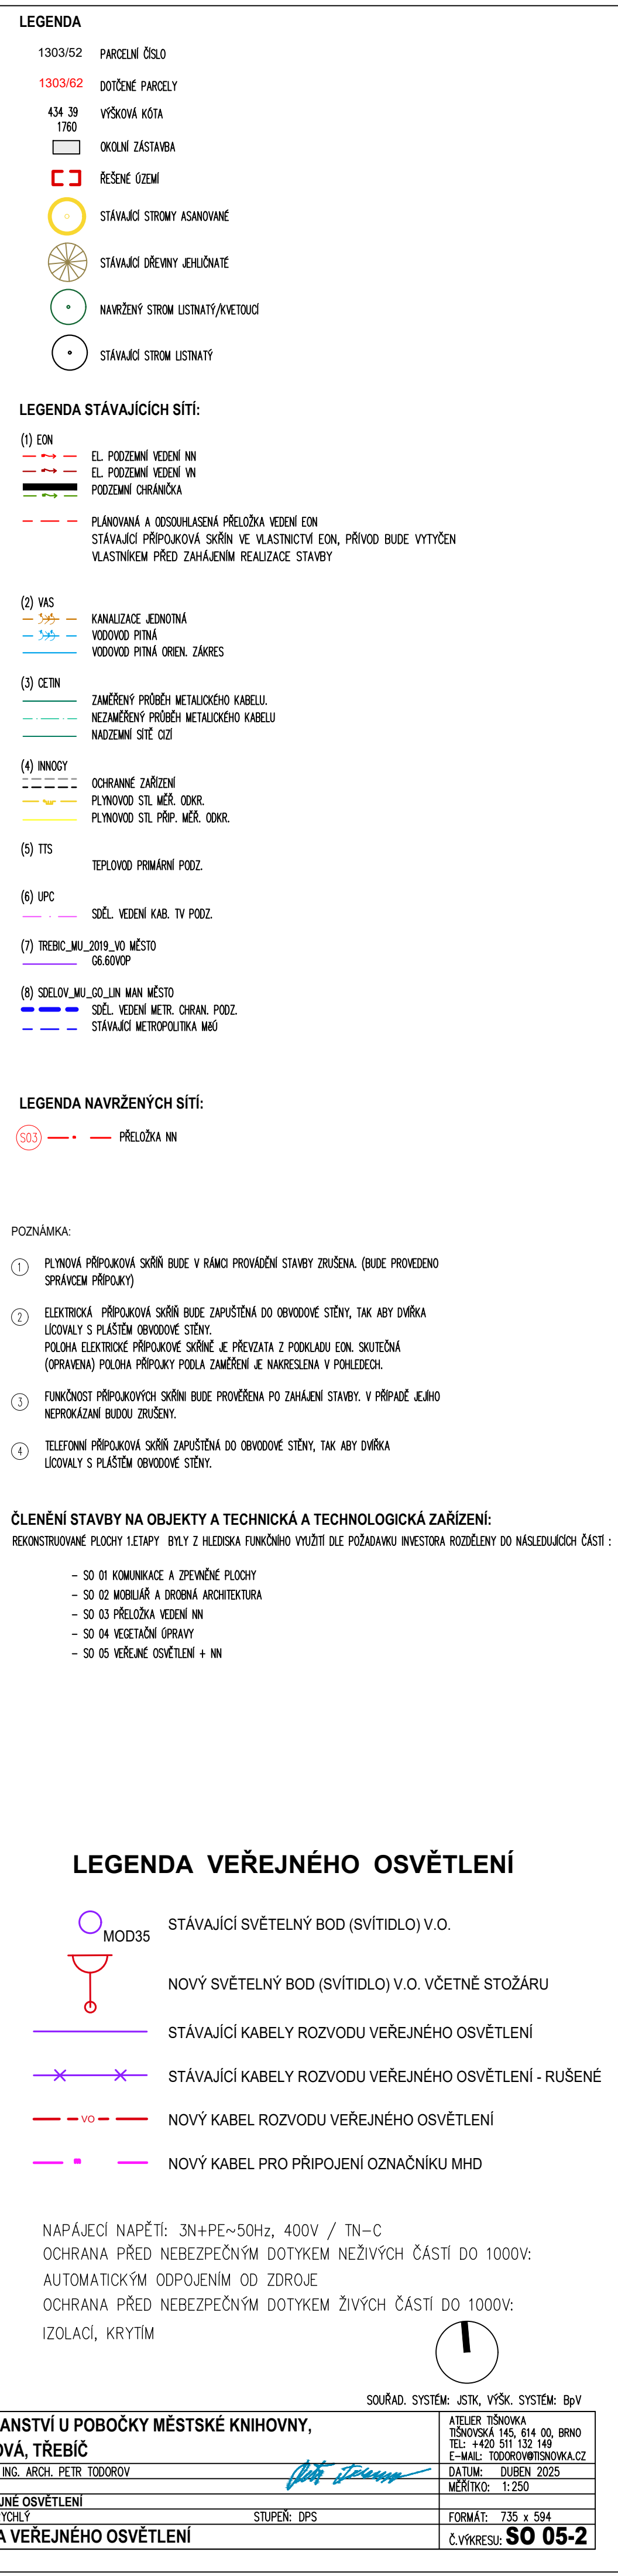 LEGENDA
1303/52 PARCELNÍ ČÍSLO
1303/62 DOTČENÉ PARCELY
434 39 VÝŠKOVÁ KÓTA
1760
OKOLNÍ ZÁSTAVBA
ŘEŠENÉ ÚZEMÍ
STÁVAJÍCÍ STROMY ASANOVANÉ
STÁVAJÍCÍ DŘEVINY JEHLIČNATÉ
NAVRŽENÝ STROM LISTNATÝ/KVETOUCÍ
STÁVAJÍCÍ STROM LISTNATÝ
LEGENDA STÁVAJÍCÍCH SÍTÍ:
(1) EON
EL. PODZEMNÍ VEDENÍ NN
EL. PODZEMNÍ VEDENÍ VN
PODZEMNÍ CHRÁNIČKA
PLÁNOVANÁ A ODSOUHLASENÁ PŘELOŽKA VEDENÍ EON
STÁVAJÍCÍ PŘÍPOJKOVÁ SKŘÍN VE VLASTNICTVÍ EON, PŘÍVOD BUDE VYTYČEN
VLASTNÍKEM PŘED ZAHÁJENÍM REALIZACE STAVBY
(2) VAS
KANALIZACE JEDNOTNÁ
VODOVOD PITNÁ
VODOVOD PITNÁ ORIEN. ZÁKRES
(3) CETIN
ZAMĚŘENÝ PRŮBĚH METALICKÉHO KABELU.
NEZAMĚŘENÝ PRŮBĚH METALICKÉHO KABELU
NADZEMNÍ SÍTĚ CIZÍ
(4) INNOGY
OCHRANNÉ ZAŘÍZENÍ
PLYNOVOD STL MĚŘ. ODKR.
PLYNOVOD STL PŘIP. MĚŘ. ODKR.
(5) TTS
TEPLOVOD PRIMÁRNÍ PODZ.
(6) UPC
SDĚL. VEDENÍ KAB. TV PODZ.
(7) TREBIC_MU_2019_VO MĚSTO
G6.60VOP
(8) SDELOV_MU_GO_LIN MAN MĚSTO
SDĚL. VEDENÍ METR. CHRAN. PODZ.
STÁVAJÍCÍ METROPOLITIKA MěÚ
LEGENDA NAVRŽENÝCH SÍTÍ:
S03 PŘELOŽKA NN
POZNÁMKA:
1 PLYNOVÁ PŘÍPOJKOVÁ SKŘÍŇ BUDE V RÁMCI PROVÁDĚNÍ STAVBY ZRUŠENA. (BUDE PROVEDENO
SPRÁVCEM PŘÍPOJKY)
2 ELEKTRICKÁ PŘÍPOJKOVÁ SKŘÍŇ BUDE ZAPUŠTĚNÁ DO OBVODOVÉ STĚNY, TAK ABY DVÍŘKA
LÍCOVALY S PLÁŠTĚM OBVODOVÉ STĚNY.
POLOHA ELEKTRICKÉ PŘÍPOJKOVÉ SKŘÍNĚ JE PŘEVZATA Z PODKLADU EON. SKUTEČNÁ
(OPRAVENA) POLOHA PŘÍPOJKY PODLA ZAMĚŘENÍ JE NAKRESLENA V POHLEDECH.
3 FUNKČNOST PŘÍPOJKOVÝCH SKŘÍNI BUDE PROVĚŘENA PO ZAHÁJENÍ STAVBY. V PŘÍPADĚ JEJÍHO
NEPROKÁZANÍ BUDOU ZRUŠENY.
4 TELEFONNÍ PŘÍPOJKOVÁ SKŘÍŇ ZAPUŠTĚNÁ DO OBVODOVÉ STĚNY, TAK ABY DVÍŘKA
LÍCOVALY S PLÁŠTĚM OBVODOVÉ STĚNY.
ČLENĚNÍ STAVBY NA OBJEKTY A TECHNICKÁ A TECHNOLOGICKÁ ZAŘÍZENÍ:
REKONSTRUOVANÉ PLOCHY 1.ETAPY BYLY Z HLEDISKA FUNKČNÍHO VYUŽITÍ DLE POŽADAVKU INVESTORA ROZDĚLENY DO NÁSLEDUJÍCÍCH ČÁSTÍ :
– SO 01 KOMUNIKACE A ZPEVNĚNÉ PLOCHY
– SO 02 MOBILIÁŘ A DROBNÁ ARCHITEKTURA
– SO 03 PŘELOŽKA VEDENÍ NN
– SO 04 VEGETAČNÍ ÚPRAVY
– SO 05 VEŘEJNÉ OSVĚTLENÍ + NN
LEGENDA VEŘEJNÉHO OSVĚTLENÍ
MOD35 STÁVAJÍCÍ SVĚTELNÝ BOD (SVÍTIDLO) V.O.
NOVÝ SVĚTELNÝ BOD (SVÍTIDLO) V.O. VČETNĚ STOŽÁRU
STÁVAJÍCÍ KABELY ROZVODU VEŘEJNÉHO OSVĚTLENÍ
STÁVAJÍCÍ KABELY ROZVODU VEŘEJNÉHO OSVĚTLENÍ - RUŠENÉ
VO NOVÝ KABEL ROZVODU VEŘEJNÉHO OSVĚTLENÍ
NOVÝ KABEL PRO PŘIPOJENÍ OZNAČNÍKU MHD
NAPÁJECÍ NAPĚTÍ: 3N+PE~50Hz, 400V / TN–C
OCHRANA PŘED NEBEZPEČNÝM DOTYKEM NEŽIVÝCH ČÁSTÍ DO 1000V:
AUTOMATICKÝM ODPOJENÍM OD ZDROJE
OCHRANA PŘED NEBEZPEČNÝM DOTYKEM ŽIVÝCH ČÁSTÍ DO 1000V:
IZOLACÍ, KRYTÍM
SOUŘAD. SYSTÉM: JSTK, VÝŠK. SYSTÉM: BpV
ANSTVÍ U POBOČKY MĚSTSKÉ KNIHOVNY,
OVÁ, TŘEBÍČ
ATELIER TIŠNOVKA
TIŠNOVSKÁ 145, 614 00, BRNO
TEL: +420 511 132 149
E–MAIL: TODOROV@TISNOVKA.CZ
ING. ARCH. PETR TODOROV
DATUM: DUBEN 2025
MĚŘÍTKO: 1:250
JNÉ OSVĚTLENÍ
YCHLÝ STUPEŇ: DPS FORMÁT: 735 x 594
A VEŘEJNÉHO OSVĚTLENÍ Č.VÝKRESU: SO 05-2